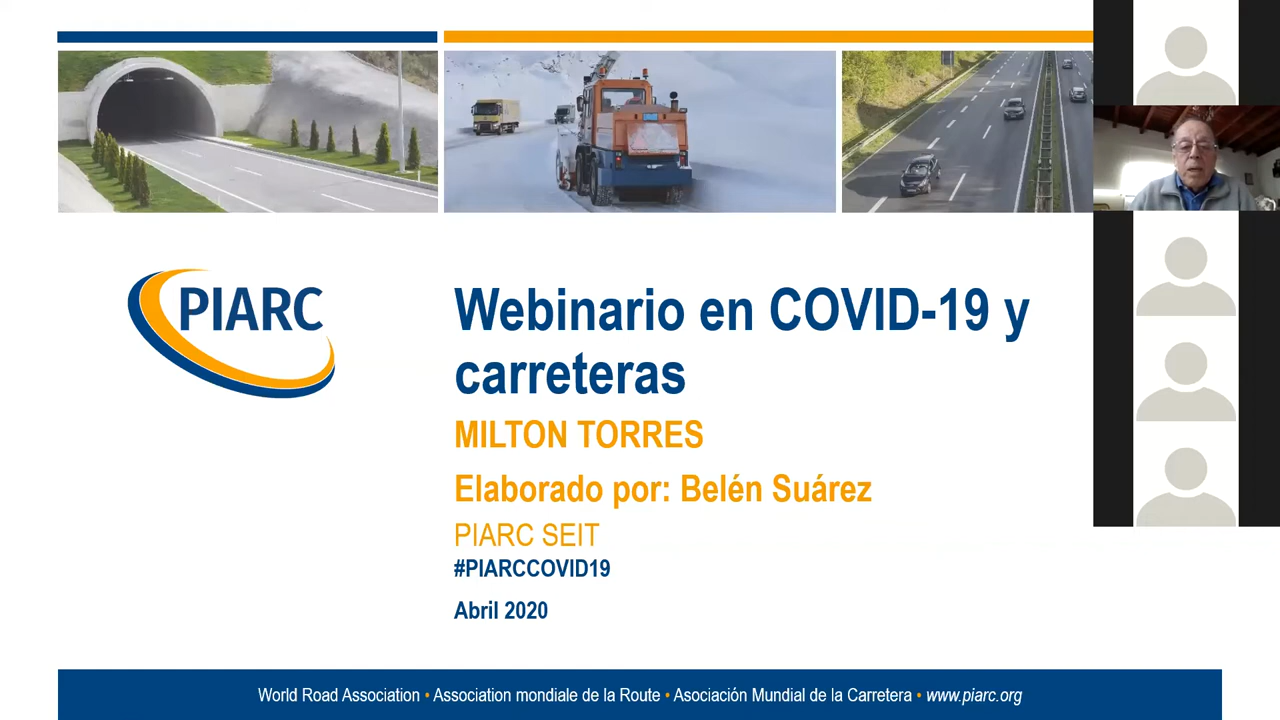 PIARC
Webinario en COVID-19 y
carreteras
MILTON TORRES
Elaborado por: Belén Suárez
PIARC SEIT
#PIARCCOVID19
Abril 2020
World Road Association • Association mondiale de la Route • Asociación Mundial de la Carretera • www.piarc.org